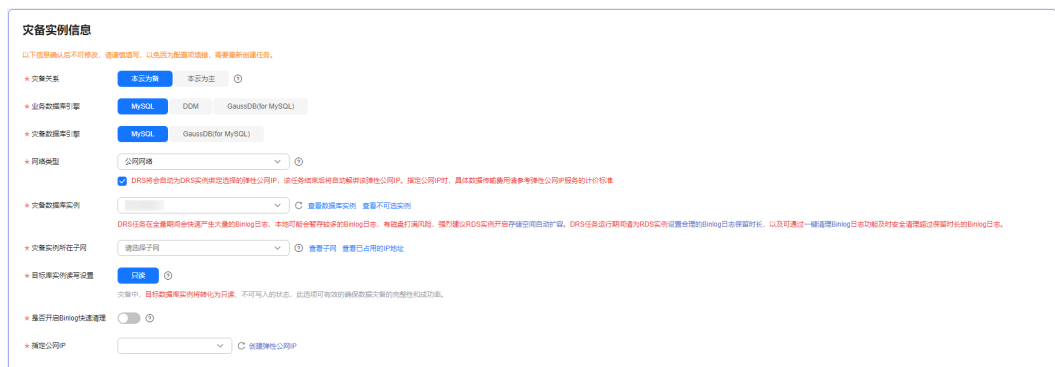 灾备实例信息
以下信息确认后不可修改，请谨慎填写，以免因为配置项填错，需要重新创建任务。
* 灾备关系 本云为备 本云为主
* 业务数据库引擎 MySQL DDM GaussDB(for MySQL)
* 灾备数据库引擎 MySQL GaussDB(for MySQL)
* 网络类型 公网网络
DRS将会自动为DRS实例绑定选择的弹性公网IP，该任务结束后将自动解绑该弹性公网IP。指定公网IP时，具体数据传输费用请参考弹性公网IP服务的计价标准
* 灾备数据库实例 查看数据库实例 查看不可选实例
DRS任务在全量期间会快速产生大量的Binlog日志，本地可能会暂存较多的Binlog日志，有磁盘打满风险，强烈建议RDS实例开启存储空间自动扩容。DRS任务运行期间请为RDS实例设置合理的Binlog日志保留时长，以及可通过一键清理Binlog日志功能及时安全清理超过保留时长的Binlog日志。
* 灾备实例所在子网 请选择子网 查看子网 查看已占用的IP地址
* 目标库实例读写设置 只读
灾备中，目标数据库实例将转化为只读、不可写入的状态，此选项可有效的确保数据灾备的完整性和成功率。
* 是否开启Binlog快速清理
* 指定公网IP 创建弹性公网IP